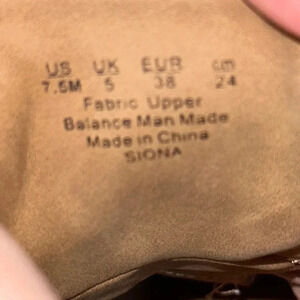 US UK EUR cm
7.5M 5 38 24
Fabric Upper
Balance Man Made
Made in China
SIONA